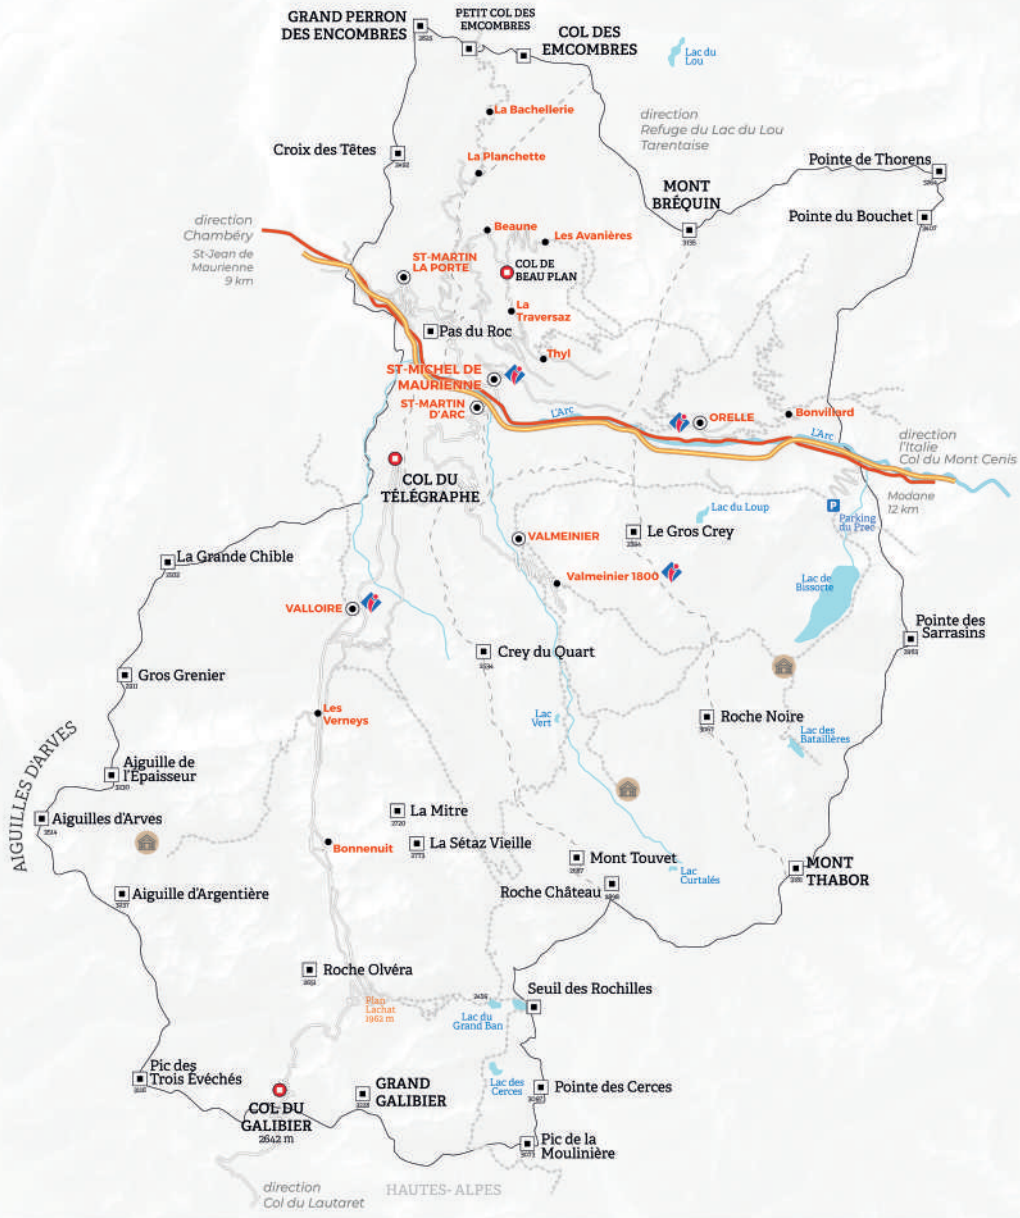 GRAND PERRON
DES ENCOMBRES
PETIT COL DES
EMCOMBRES
COL DES
EMCOMBRES
Lac du
Lou
La Bachellerie
direction
Refuge du Lac du Lou
Tarentaise
Croix des Têtes
La Planchette
Pointe de Thorens
MONT
BRÉQUIN
Pointe du Bouchet
direction
Chambéry
St-Jean de
Maurienne
9 km
Beaune
Les Avanières
ST-MARTIN
LA PORTE
COL DE
BEAU PLAN
La
Traversaz
Pas du Roc
Thyl
ST-MICHEL DE
MAURIENNE
ST-MARTIN
D'ARC
L'Arc
ORELLE
Bonvillard
L'Arc
direction
l'Italie
Col du Mont Cenis
Modane
12 km
COL DU
TÉLÉGRAPHE
Lac du Loup
P
Parking
du Prec
VALMEINIER
Le Gros Crey
La Grande Chible
Valmeinier 1800
Lac de
Bissorte
VALLOIRE
Pointe des
Sarrasins
Crey du Quart
Gros Grenier
Les
Verneys
Lac
Vert
Roche Noire
Lac des
Bataillères
AIGUILLES D'ARVES
Aiguille de
l'Épaisseur
Aiguilles d'Arves
3514
La Mitre
2720
La Sétaz Vieille
2773
Bonnenuit
Mont Touvet
Lac
Curtalés
MONT
THABOR
Roche Château
Aiguille d'Argentière
Roche Olvéra
Seuil des Rochilles
Plan
Lachat
1962 m
Lac du
Grand Ban
Pic des
Trois Évéchés
Lac des
Cerces
Pointe des Cerces
GRAND
GALIBIER
COL DU
GALIBIER
2642 m
Pic de la
Moulinière
direction
Col du Lautaret
HAUTES- ALPES